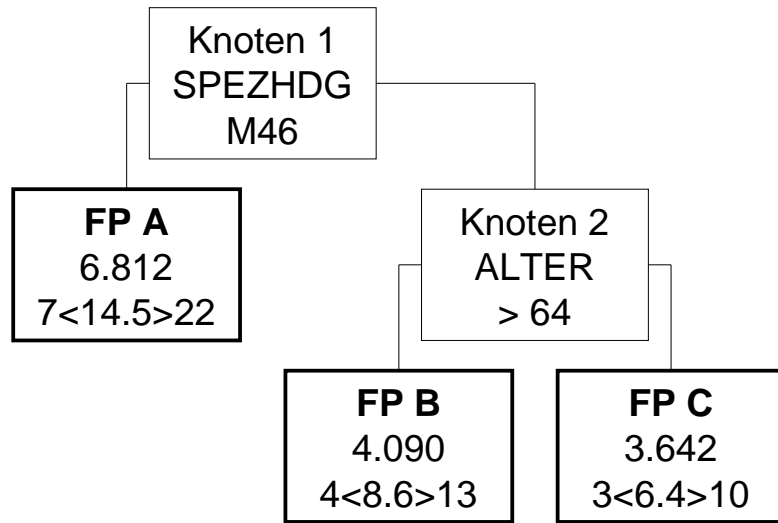 Knoten 1
SPEZHDG
M46
FP A
6.812
7<14.5>22
Knoten 2
ALTER
> 64
FP B
4.090
4<8.6>13
FP C
3.642
3<6.4>10